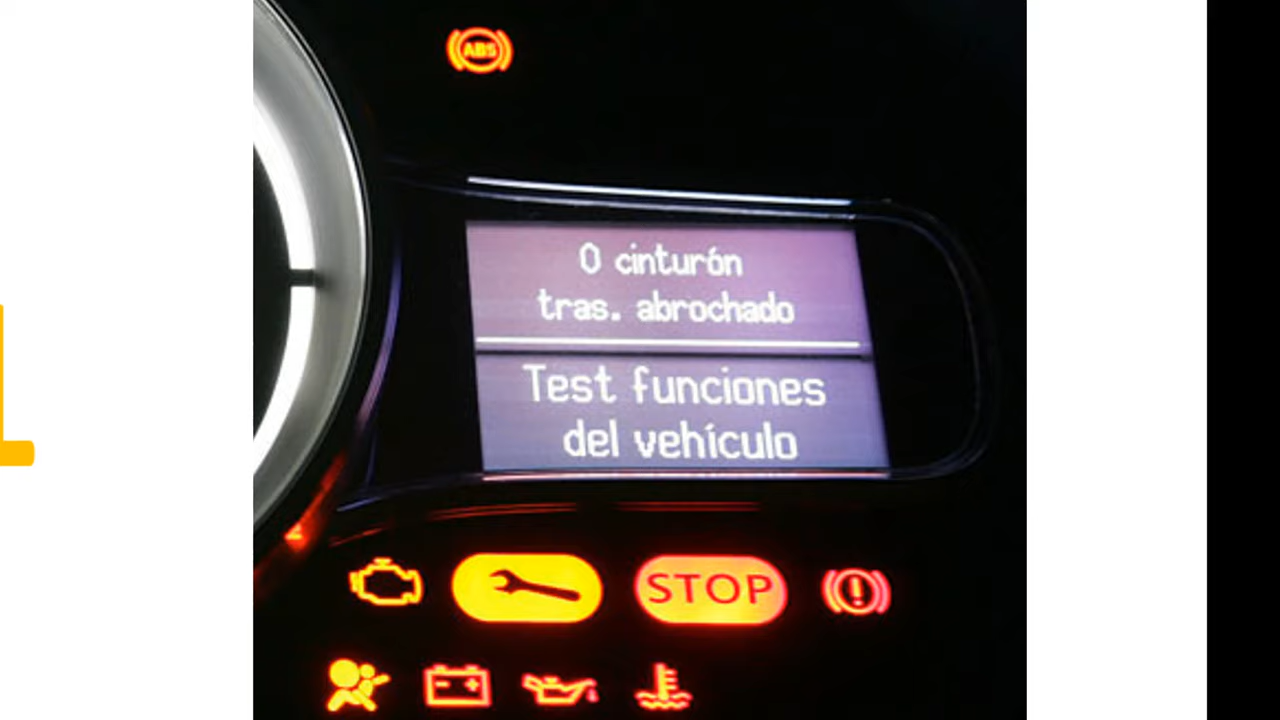 ABS
0 cinturón
tras. abrochado
Test funciones
del vehículo
STOP